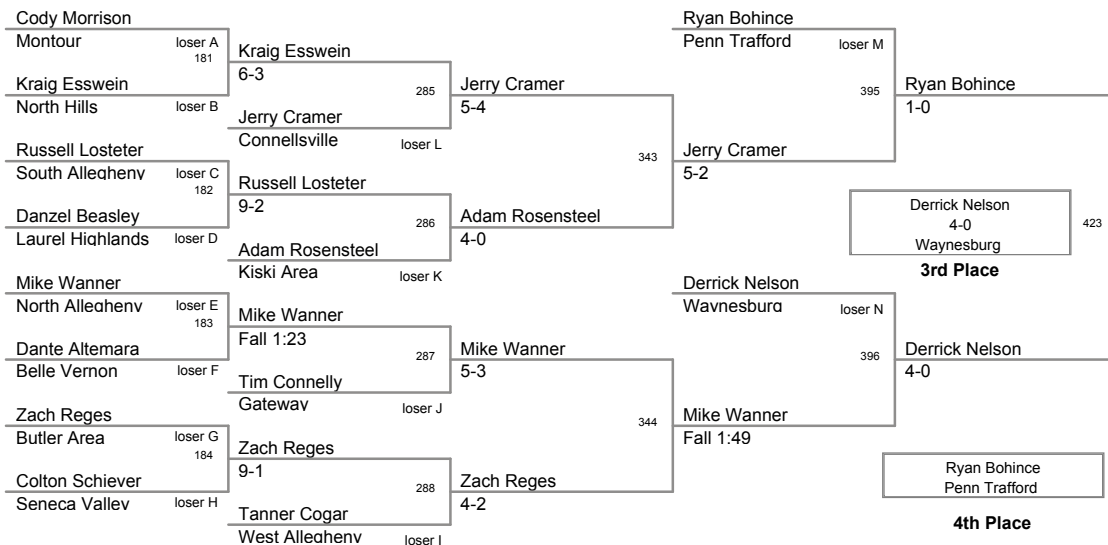 Cody Morrison
Montour
loser A
181
Kraig Esswein
North Hills
loser B
Russell Losteter
South Allegheny
loser C
182
Danzel Beasley
Laurel Highlands
loser D
Mike Wanner
North Allegheny
loser E
183
Dante Altemara
Belle Vernon
loser F
Zach Reges
Butler Area
loser G
184
Colton Schiever
Seneca Valley
loser H
Kraig Esswein
6-3
285
Jerry Cramer
Connellsville
loser L
Russell Losteter
9-2
286
Adam Rosensteel
Kiski Area
loser K
Mike Wanner
Fall 1:23
287
Tim Connelly
Gateway
loser J
Zach Reges
9-1
288
Tanner Cogar
West Allegheny
loser I
Jerry Cramer
5-4
343
Adam Rosensteel
4-0
Mike Wanner
5-3
344
Zach Reges
4-2
Ryan Bohince
Penn Trafford
loser M
395
Jerry Cramer
5-2
Derrick Nelson
Waynesburg
loser N
396
Mike Wanner
Fall 1:49
Ryan Bohince
1-0
Derrick Nelson
4-0
Waynesburg
423
3rd Place
Derrick Nelson
4-0
Ryan Bohince
Penn Trafford
4th Place